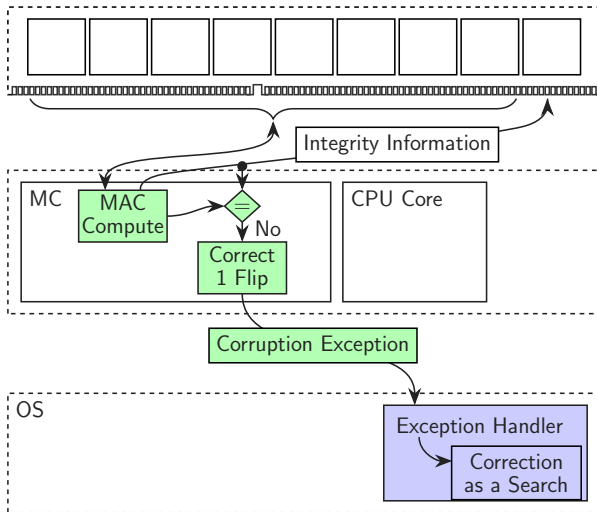 Integrity Information
MC
MAC
Compute
=
CPU Core
No
Correct
1 Flip
Corruption Exception
OS
Exception Handler
Correction
as a Search